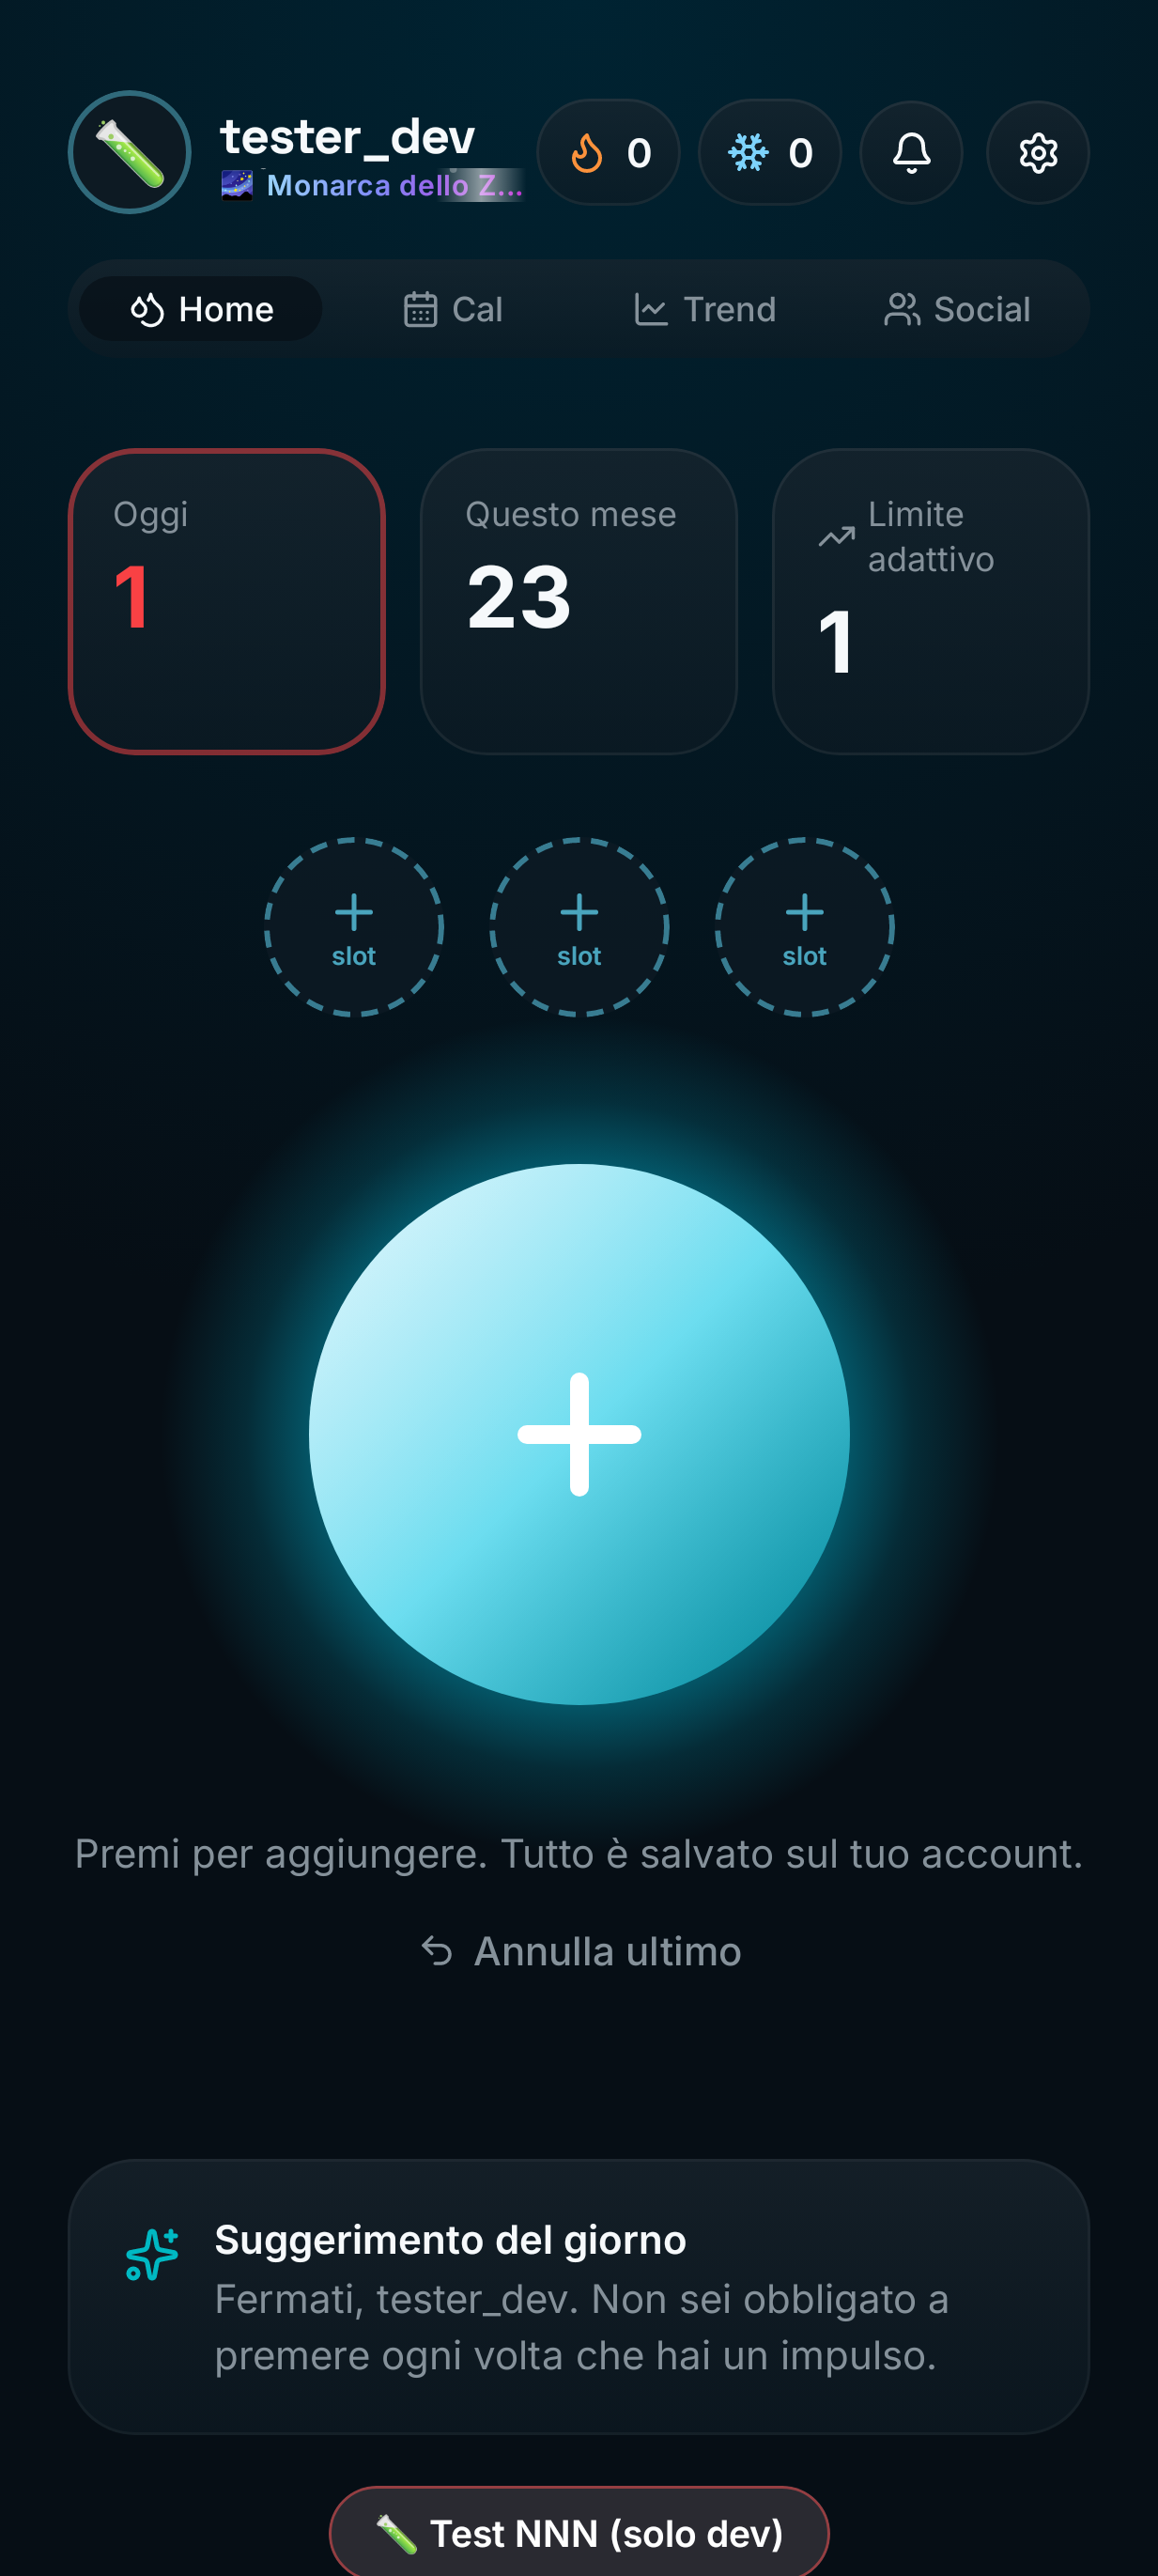 tester_dev
Monarca dello Z...
0
0
Home
Cal
Trend
Social
Oggi
1
Questo mese
23
Limite
adattivo
1
slot
slot
slot
Premi per aggiungere. Tutto è salvato sul tuo account.
Annulla ultimo
Suggerimento del giorno
Fermati, tester_dev. Non sei obbligato a
premere ogni volta che hai un impulso.
Test NNN (solo dev)